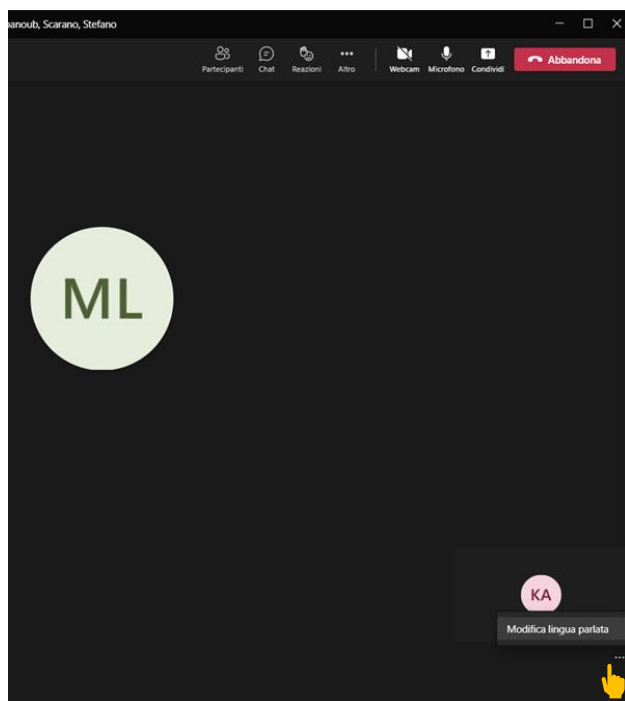 anoub, Scarano, Stefano
Partecipanti Chat Reazioni Altro Webcam Microfono Condividi Abbandona
ML
KA
Modifica lingua parlata